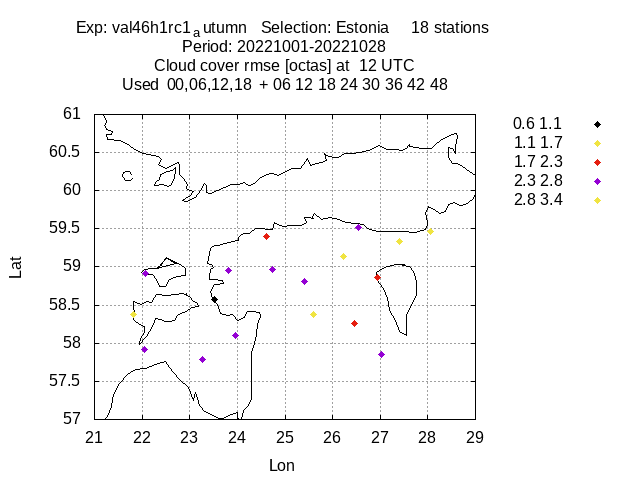 Exp: val46h1rc1autumn   Selection: Estonia     18 stations
Period: 20221001-20221028
Cloud cover rmse [octas] at  12 UTC
Used  00,06,12,18  + 06 12 18 24 30 36 42 48
0.6 1.1
1.1 1.7
1.7 2.3
2.3 2.8
2.8 3.4
61
60.5
60
59.5
59
58.5
58
57.5
57
Lat
21 22 23 24 25 26 27 28 29
Lon